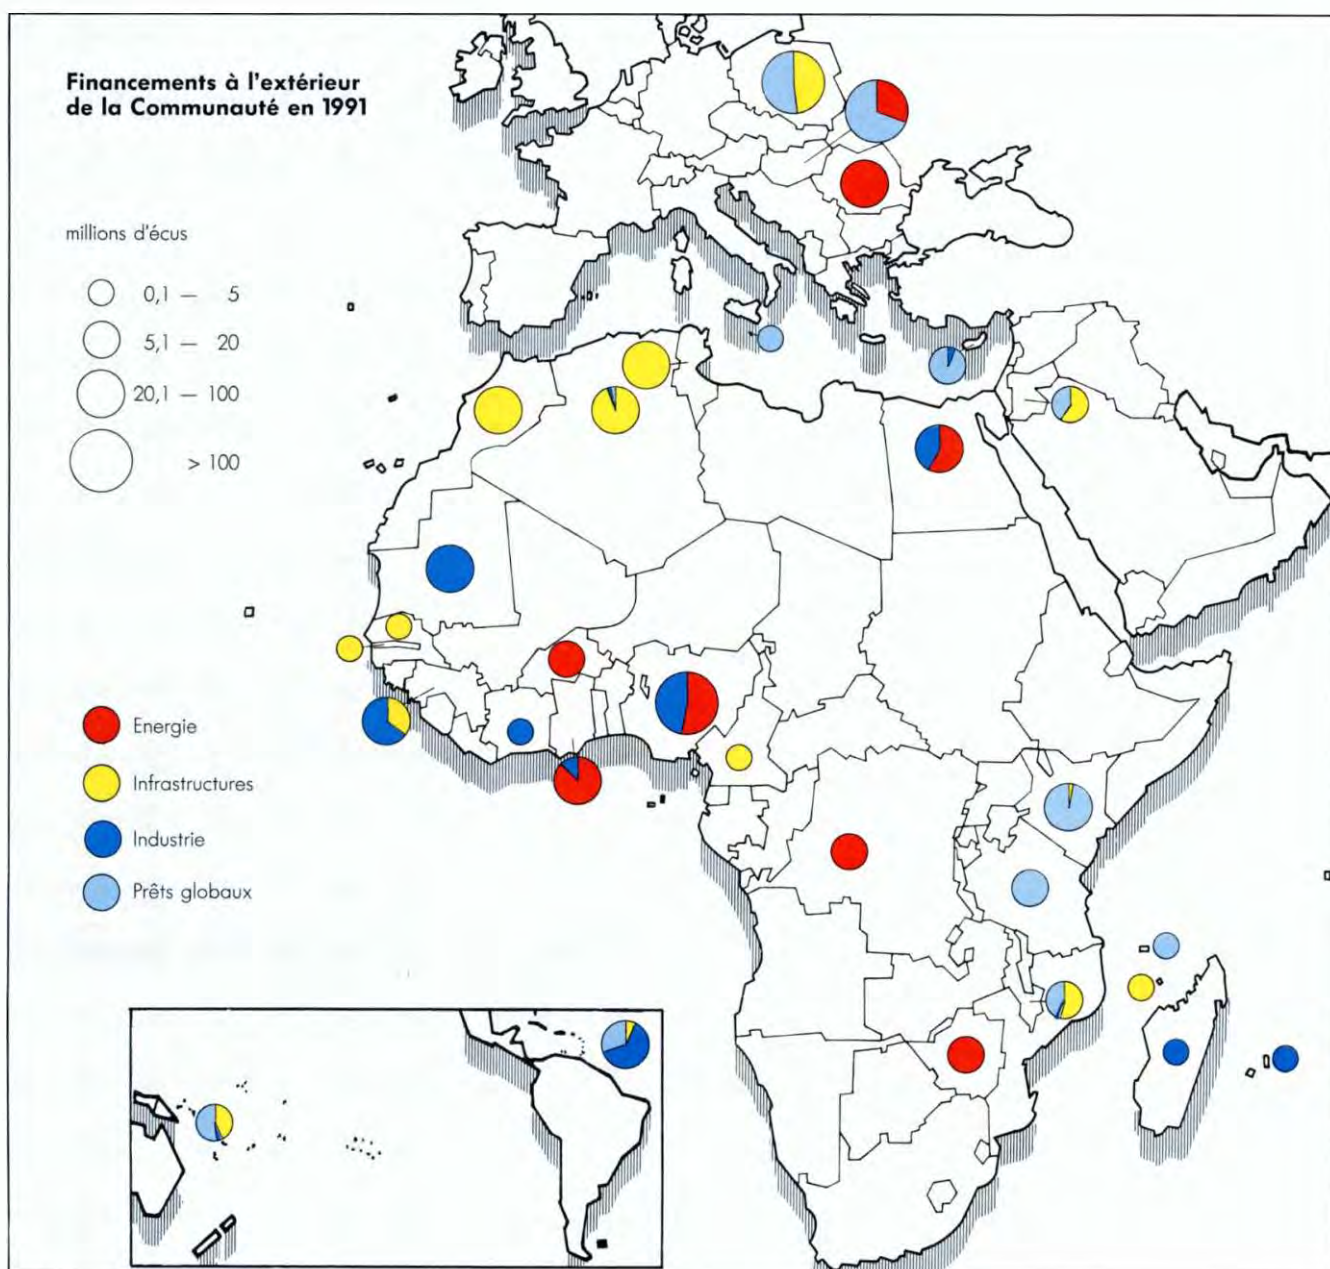 Financements à l'extérieur
de la Communauté en 1991
millions d'écus
0,1 — 5
5,1 — 20
20,1 — 100
> 100
Energie
Infrastructures
Industrie
Prêts globaux